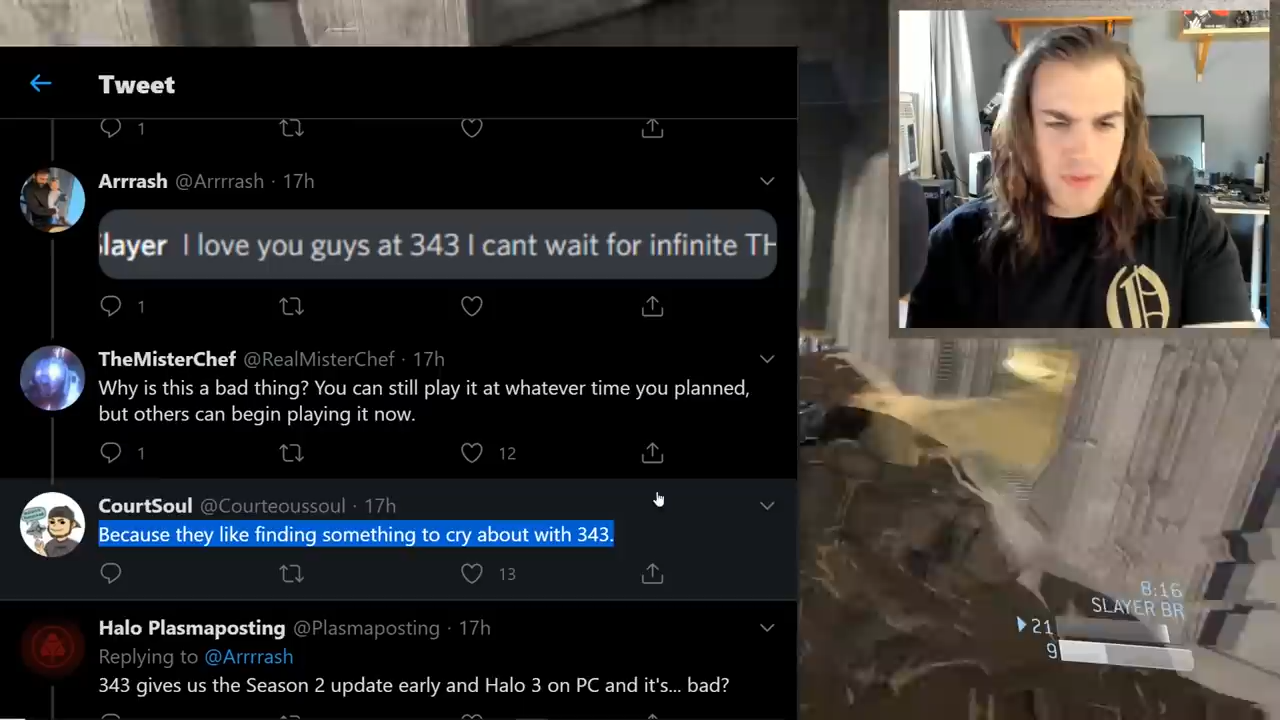 Tweet
1
Arrrash @Arrrrash · 17h
Slayer I love you guys at 343 I cant wait for infinite TH
1
TheMisterChef @RealMisterChef · 17h
Why is this a bad thing? You can still play it at whatever time you planned,
but others can begin playing it now.
1 12
CourtSoul @Courteoussoul · 17h
Because they like finding something to cry about with 343.
13
Halo Plasmaposting @Plasmaposting · 17h
Replying to @Arrrrash
343 gives us the Season 2 update early and Halo 3 on PC and it's... bad?
O
8:16
SLAYER BR
21
9